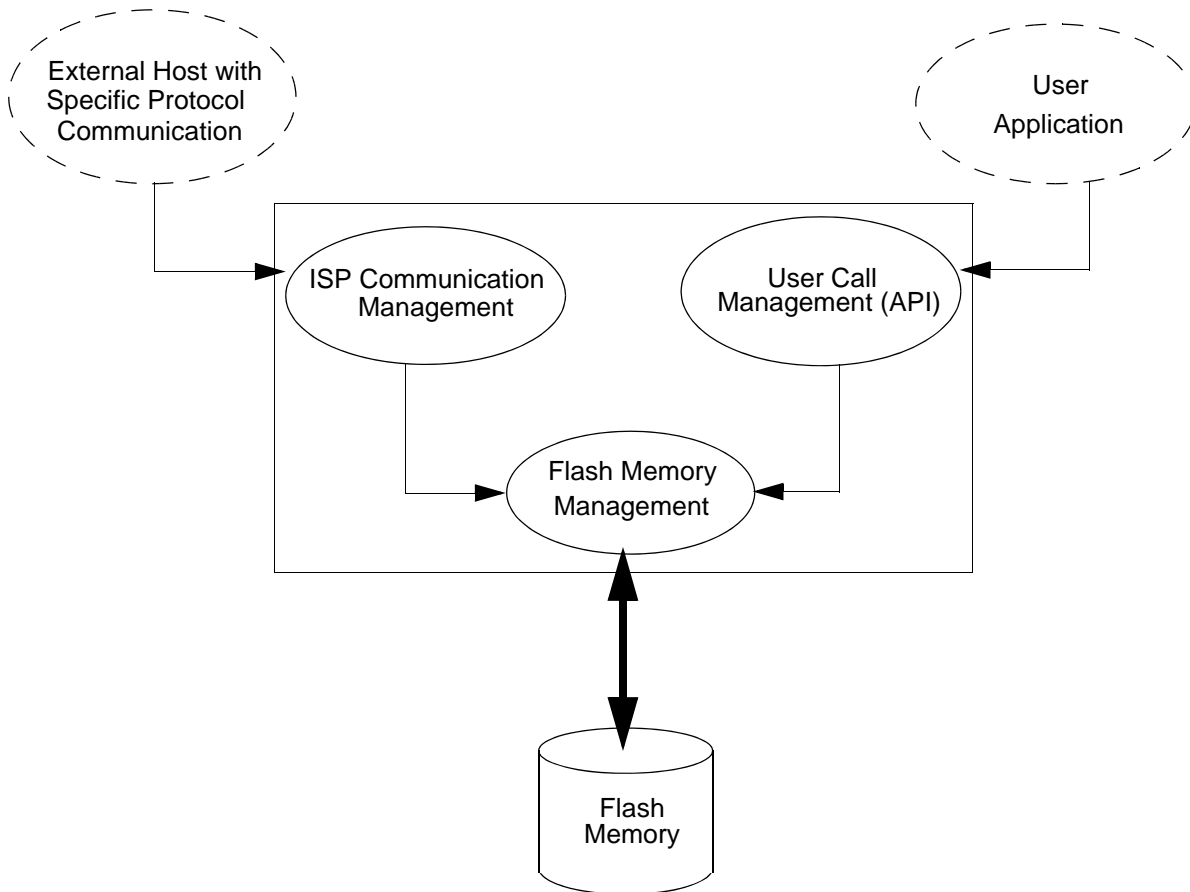 External Host with
Specific Protocol
Communication
User
Application
ISP Communication
Management
User Call
Management (API)
Flash Memory
Management
Flash
Memory